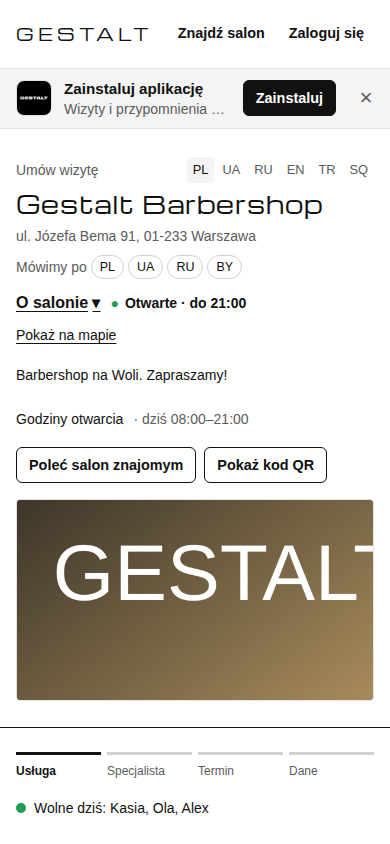 GESTALT Znajdź salon Zaloguj się
GESTALT
Zainstaluj aplikację
Wizyty i przypomnienia …
Zainstaluj ×
Umów wizytę PL UA RU EN TR SQ
Gestalt Barbershop
ul. Józefa Bema 91, 01-233 Warszawa
Mówimy po PL UA RU BY
O salonie ▾ ● Otwarte · do 21:00
Pokaż na mapie
Barbershop na Woli. Zapraszamy!
Godziny otwarcia · dziś 08:00–21:00
Poleć salon znajomym Pokaż kod QR
GESTALT
Usługa Specjalista Termin Dane
Wolne dziś: Kasia, Ola, Alex